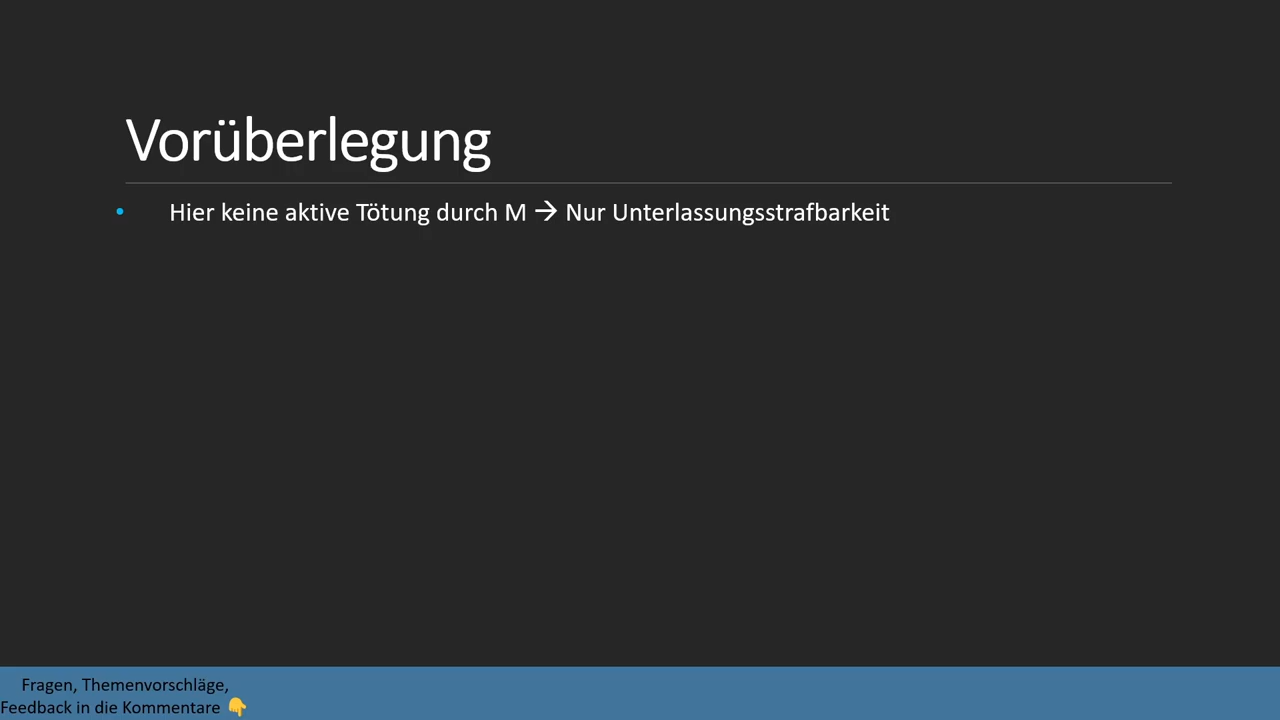 Vorüberlegung
• Hier keine aktive Tötung durch M → Nur Unterlassungsstrafbarkeit
Fragen, Themenvorschläge,
Feedback in die Kommentare 👇